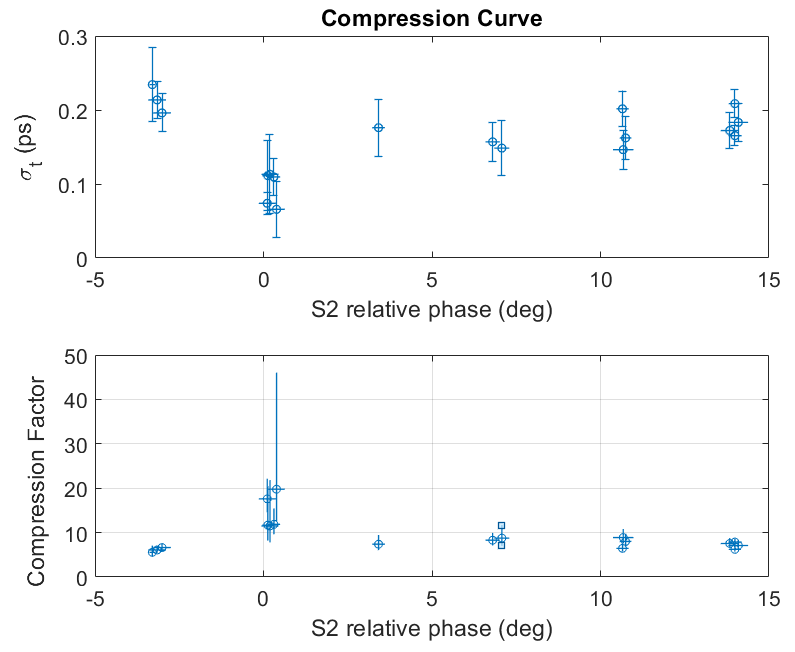 Compression Curve
0.3
0.2
0.1
0
σt (ps)
-5 0 5 10 15
S2 relative phase (deg)
50
40
30
20
10
0
Compression Factor
-5 0 5 10 15
S2 relative phase (deg)